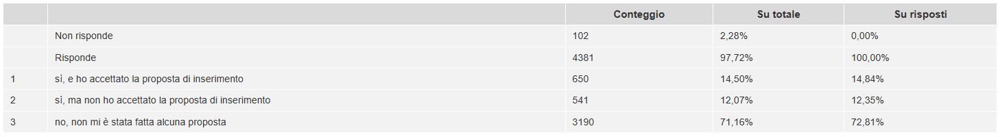 Conteggio Su totale Su risposti
Non risponde 102 2,28% 0,00%
Risponde 4381 97,72% 100,00%
1 sì, e ho accettato la proposta di inserimento 650 14,50% 14,84%
2 sì, ma non ho accettato la proposta di inserimento 541 12,07% 12,35%
3 no, non mi è stata fatta alcuna proposta 3190 71,16% 72,81%